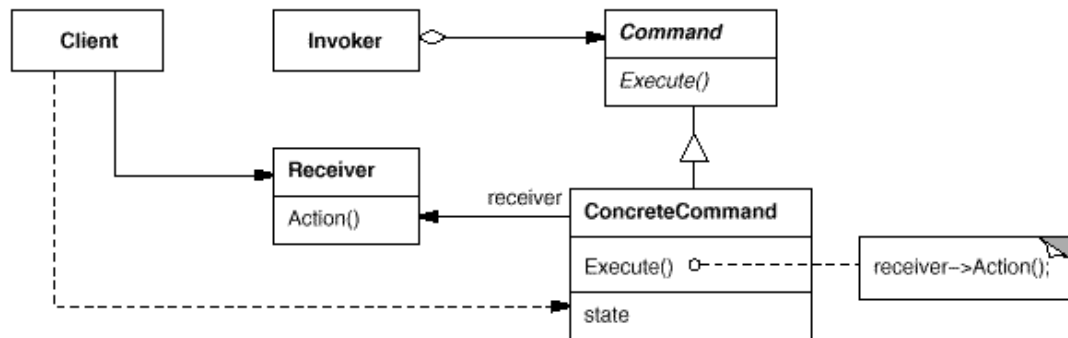 Client
Invoker
Command
Execute()
Receiver
Action()
receiver
ConcreteCommand
Execute()
receiver–>Action();
state